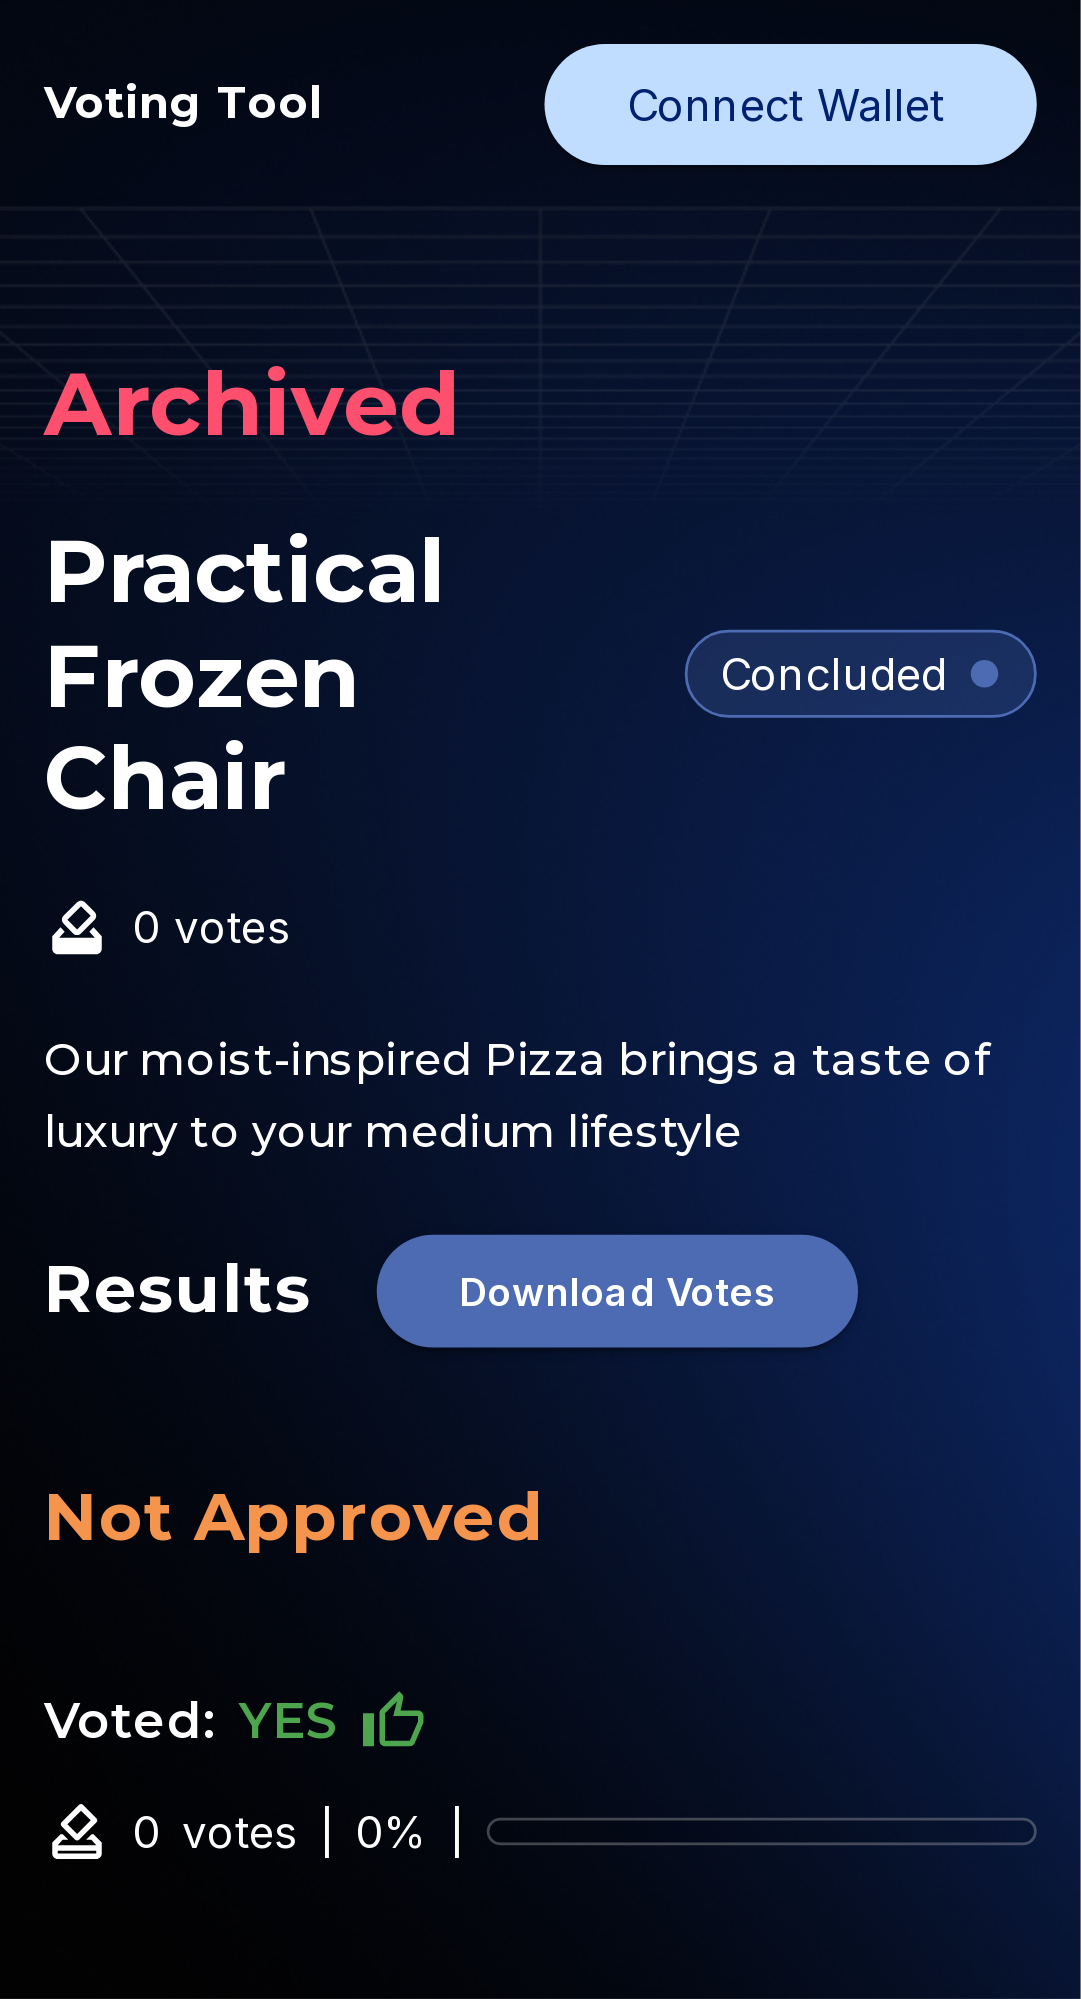 Voting Tool
Connect Wallet
Archived
Practical
Frozen
Chair
Concluded
0 votes
Our moist-inspired Pizza brings a taste of
luxury to your medium lifestyle
Results
Download Votes
Not Approved
Voted: YES
0 votes | 0% |